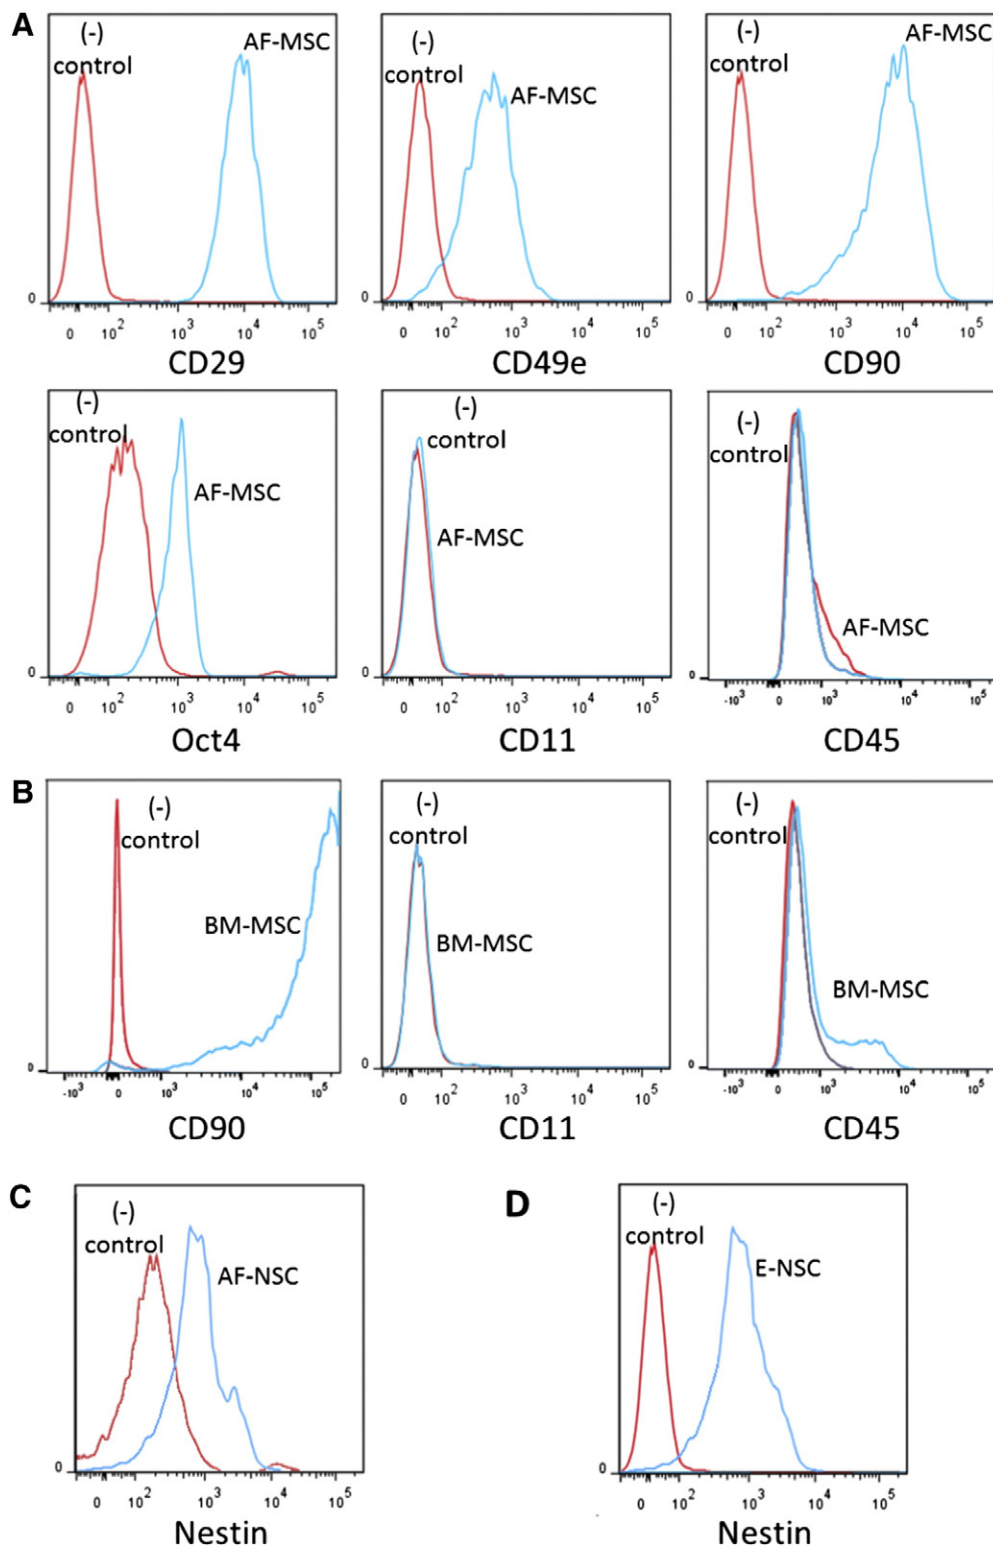 A
(-)
control
AF-MSC
0
0 10² 10³ 10⁴ 10⁵
CD29
(-)
control
AF-MSC
0
0 10² 10³ 10⁴ 10⁵
CD49e
(-)
control
AF-MSC
0
0 10² 10³ 10⁴ 10⁵
CD90
(-)
control
AF-MSC
0
0 10² 10³ 10⁴ 10⁵
Oct4
(-)
control
AF-MSC
0
0 10² 10³ 10⁴ 10⁵
CD11
(-)
control
AF-MSC
0
-10³ 0 10³ 10⁴ 10⁵
CD45
B
(-)
control
BM-MSC
0
-10³ 0 10³ 10⁴ 10⁵
CD90
(-)
control
BM-MSC
0
0 10² 10³ 10⁴ 10⁵
CD11
(-)
control
BM-MSC
0
-10³ 0 10³ 10⁴ 10⁵
CD45
C
(-)
control
AF-NSC
0
0 10² 10³ 10⁴ 10⁵
Nestin
D
(-)
control
E-NSC
0
0 10² 10³ 10⁴ 10⁵
Nestin